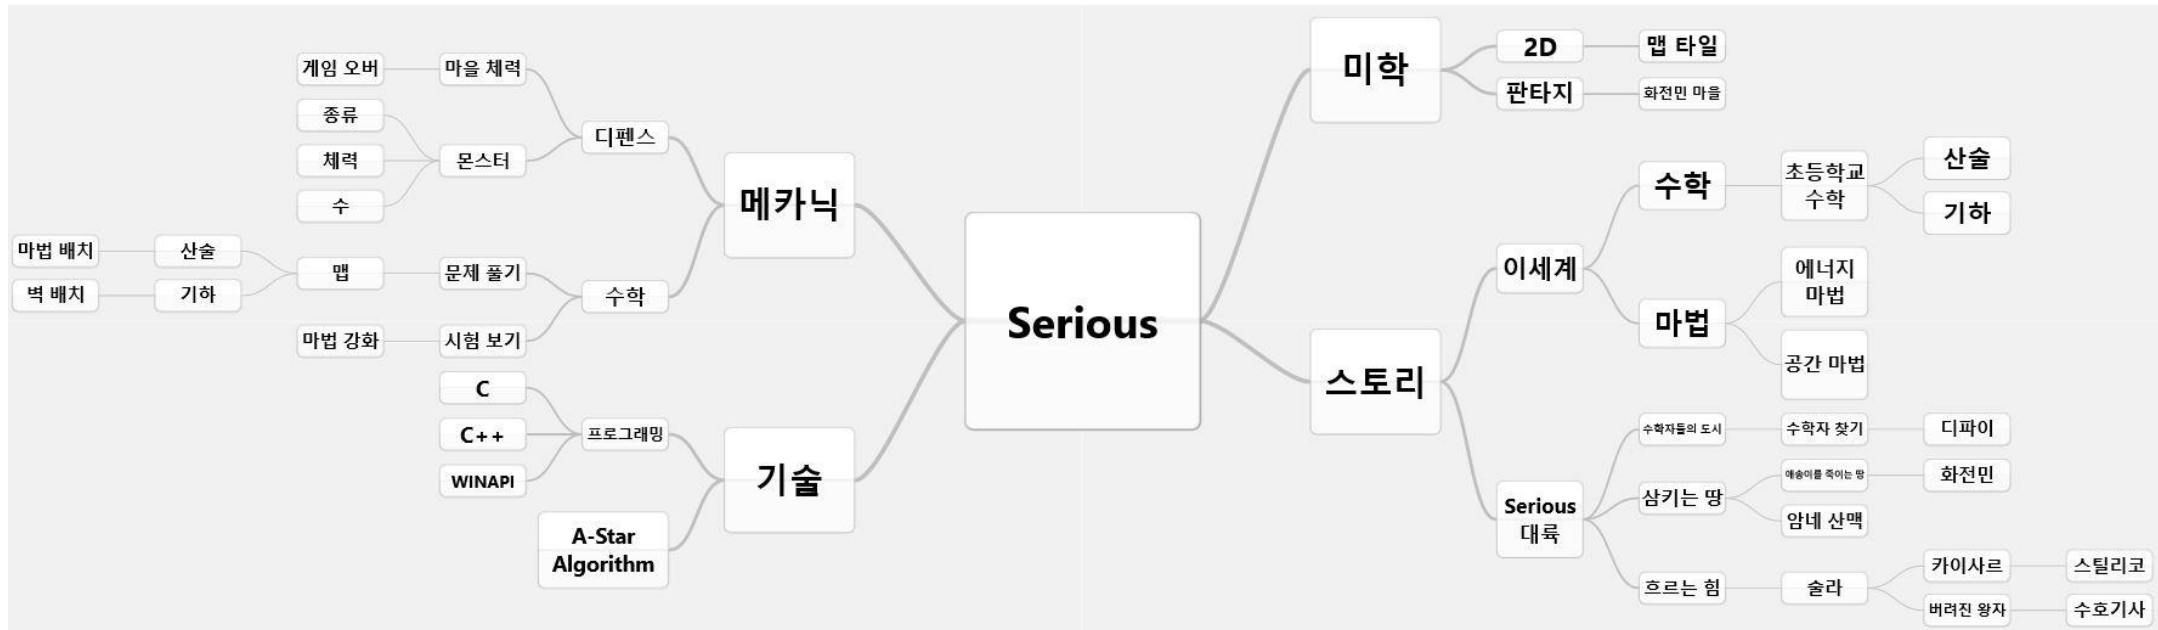 Serious
메카닉
디펜스
마을 체력
게임 오버
몬스터
종류
체력
수
수학
문제 풀기
맵
산술
마법 배치
기하
벽 배치
시험 보기
마법 강화
기술
프로그래밍
C
C++
WINAPI
A-Star
Algorithm
미학
2D
맵 타일
판타지
화전민 마을
스토리
이세계
수학
초등학교
수학
산술
기하
마법
에너지
마법
공간 마법
Serious
대륙
수학자들의 도시
수학자 찾기
디파이
삼키는 땅
애송이를 죽이는 땅
화전민
암네 산맥
흐르는 힘
술라
카이사르
스틸리코
버려진 왕자
수호기사